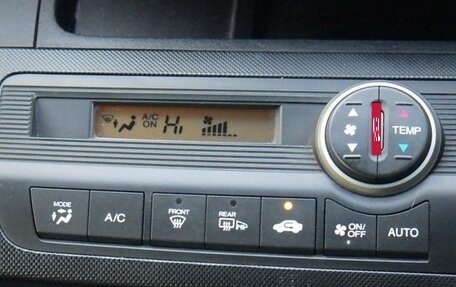 A/C
ON
Hi
TEMP
MODE
A/C
FRONT
REAR
ON/
OFF
AUTO